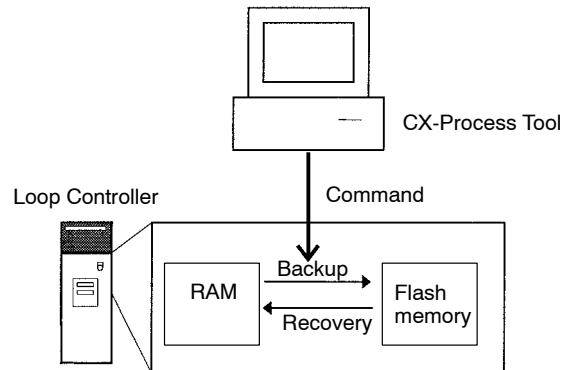 CX-Process Tool
Loop Controller
Command
RAM
Backup
Recovery
Flash
memory